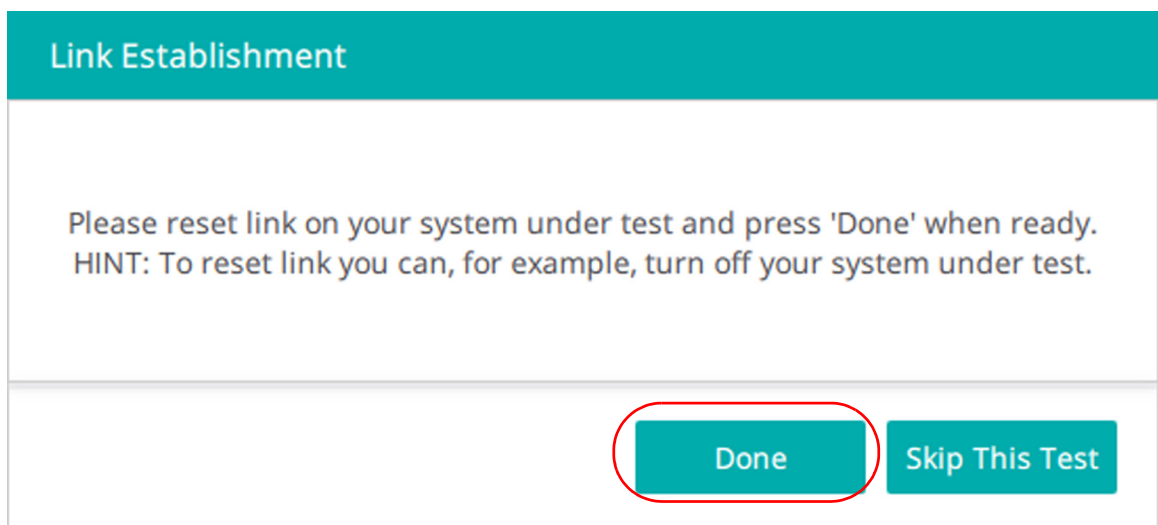 Link Establishment
Please reset link on your system under test and press 'Done' when ready.
HINT: To reset link you can, for example, turn off your system under test.
Done
Skip This Test